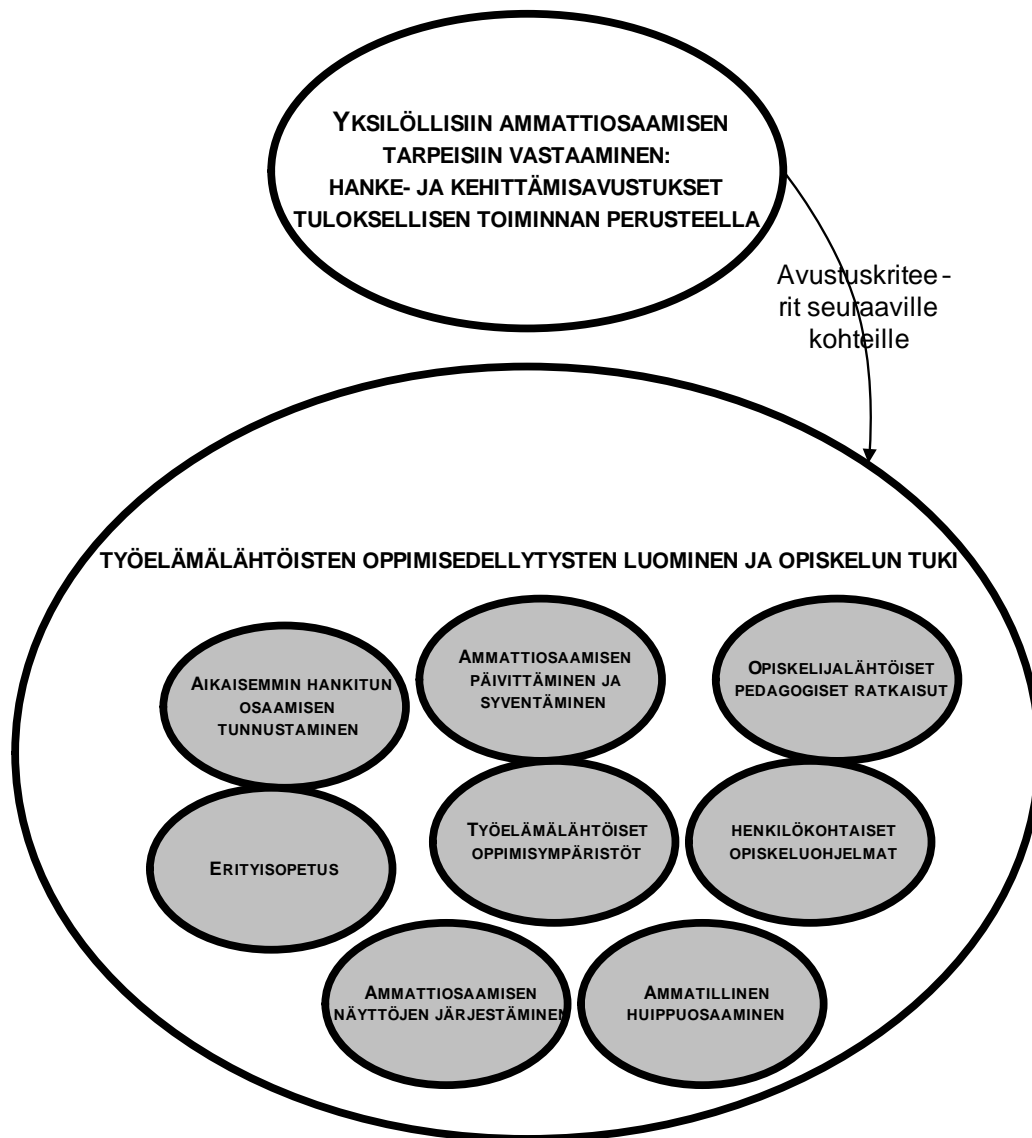 YKSILÖLLISIIN AMMATTIOSAAMISEN
TARPEISIIN VASTAAMINEN:
HANKE- JA KEHITTÄMISAVUSTUKSET
TULOKSELLISEN TOIMINNAN PERUSTEELLA
Avustuskritee-
rit seuraaville
kohteille
TYÖELÄMÄLÄHTÖISTEN OPPIMISEDELLYTYSTEN LUOMINEN JA OPISKELUN TUKI
AIKAISEMMIN HANKITUN
OSAAMISEN
TUNNUSTAMINEN
AMMATTIOSAAMISEN
PÄIVITTÄMINEN JA
SYVENTÄMINEN
OPISKELIJALÄHTÖISET
PEDAGOGISET RATKAISUT
ERITYISOPETUS
TYÖELÄMÄLÄHTÖISET
OPPIMISYMPÄRISTÖT
HENKILÖKOHTAISET
OPISKELUOHJELMAT
AMMATTIOSAAMISEN
NÄYTTÖJEN JÄRJESTÄMINEN
AMMATILLINEN
HUIPPUOSAAMINEN